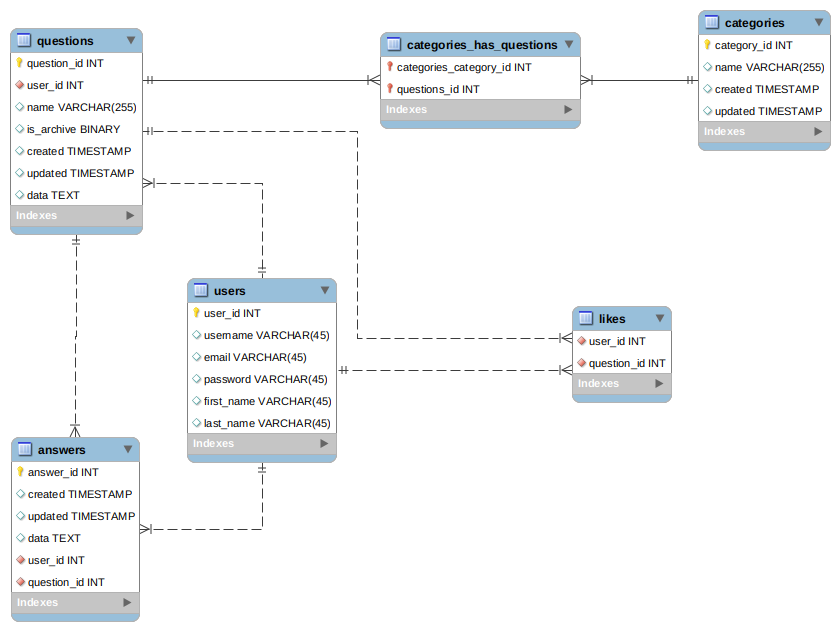 questions
question_id INT
user_id INT
name VARCHAR(255)
is_archive BINARY
created TIMESTAMP
updated TIMESTAMP
data TEXT
Indexes
categories_has_questions
categories_category_id INT
questions_id INT
Indexes
categories
category_id INT
name VARCHAR(255)
created TIMESTAMP
updated TIMESTAMP
Indexes
users
user_id INT
username VARCHAR(45)
email VARCHAR(45)
password VARCHAR(45)
first_name VARCHAR(45)
last_name VARCHAR(45)
Indexes
likes
user_id INT
question_id INT
Indexes
answers
answer_id INT
created TIMESTAMP
updated TIMESTAMP
data TEXT
user_id INT
question_id INT
Indexes